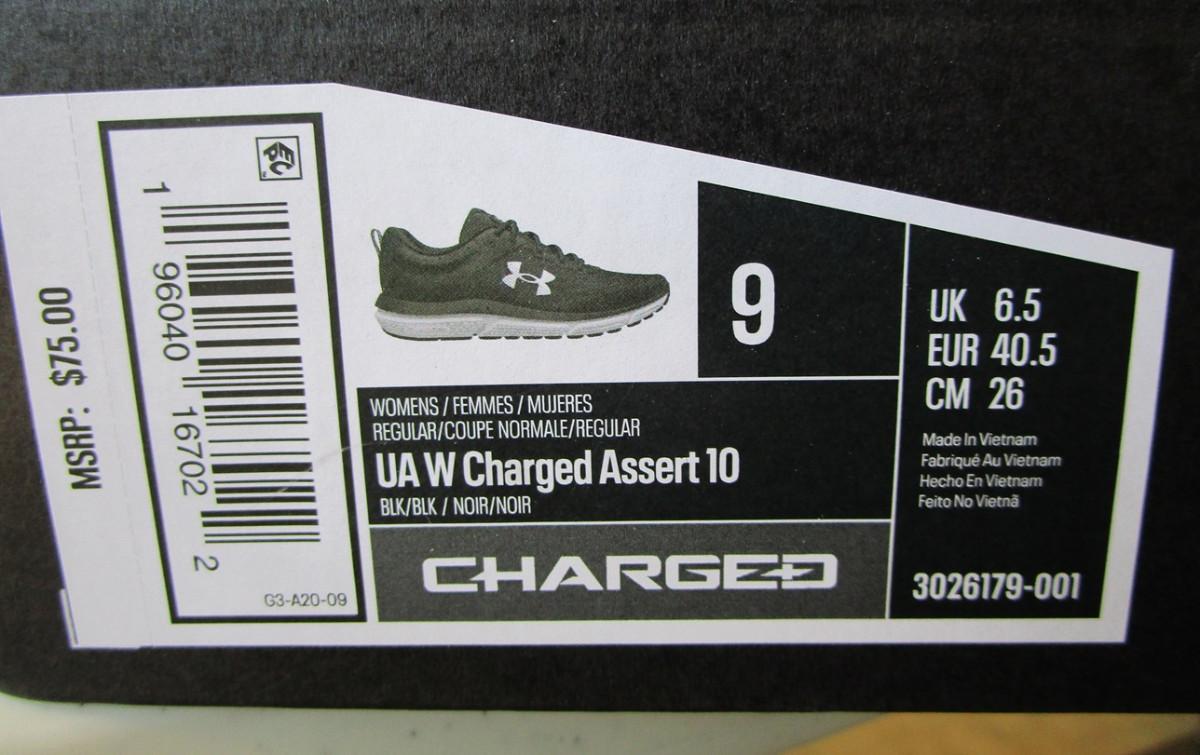 MSRP: $75.00
EPC
TM
1 96040 16702 2
G3-A20-09
9
WOMENS / FEMMES / MUJERES
REGULAR/COUPE NORMALE/REGULAR
UA W Charged Assert 10
BLK/BLK / NOIR/NOIR
CHARGED
UK 6.5
EUR 40.5
CM 26
Made In Vietnam
Fabriqué Au Vietnam
Hecho En Vietnam
Feito No Vietnã
3026179-001